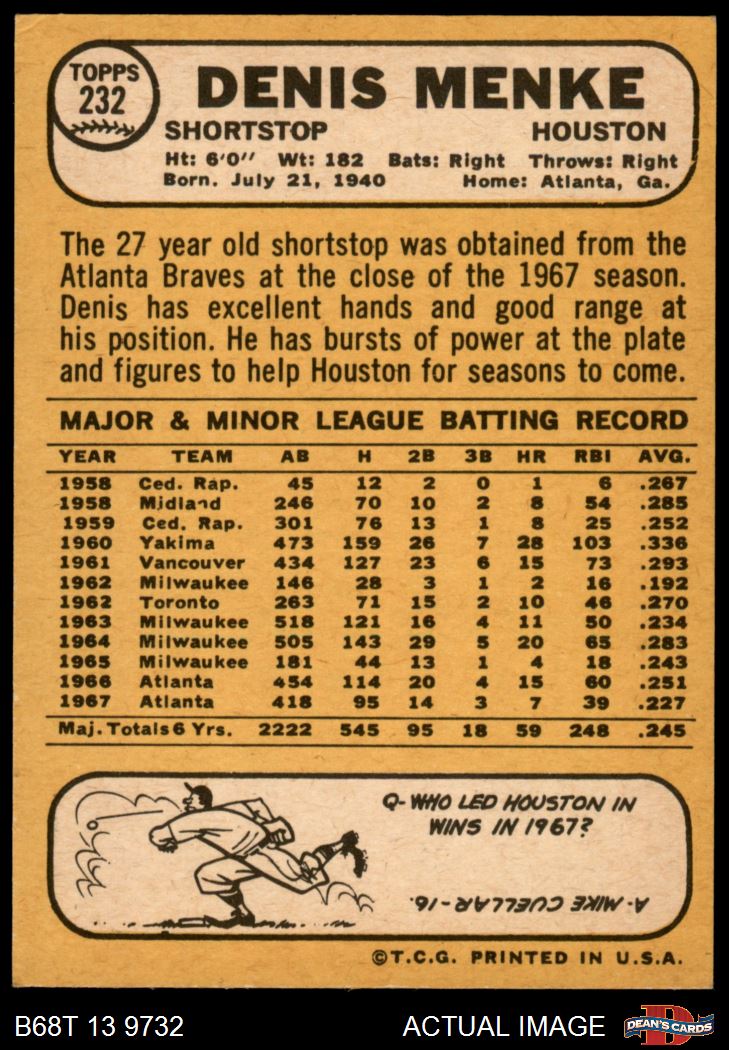 TOPPS
232
DENIS MENKE
SHORTSTOP HOUSTON
Ht: 6'0'' Wt: 182 Bats: Right Throws: Right
Born. July 21, 1940 Home: Atlanta, Ga.
The 27 year old shortstop was obtained from the
Atlanta Braves at the close of the 1967 season.
Denis has excellent hands and good range at
his position. He has bursts of power at the plate
and figures to help Houston for seasons to come.
MAJOR & MINOR LEAGUE BATTING RECORD
YEAR TEAM AB H 2B 3B HR RBI AVG.
1958 Ced. Rap. 45 12 2 0 1 6 .267
1958 Midland 246 70 10 2 8 54 .285
1959 Ced. Rap. 301 76 13 1 8 25 .252
1960 Yakima 473 159 26 7 28 103 .336
1961 Vancouver 434 127 23 6 15 73 .293
1962 Milwaukee 146 28 3 1 2 16 .192
1962 Toronto 263 71 15 2 10 46 .270
1963 Milwaukee 518 121 16 4 11 50 .234
1964 Milwaukee 505 143 29 5 20 65 .283
1965 Milwaukee 181 44 13 1 4 18 .243
1966 Atlanta 454 114 20 4 15 60 .251
1967 Atlanta 418 95 14 3 7 39 .227
Maj. Totals 6 Yrs. 2222 545 95 18 59 248 .245
Q- WHO LED HOUSTON IN
WINS IN 1967?
A- MIKE CUELLAR-16.
©T.C.G. PRINTED IN U.S.A.
B68T 13 9732 ACTUAL IMAGE DEAN'S CARDS